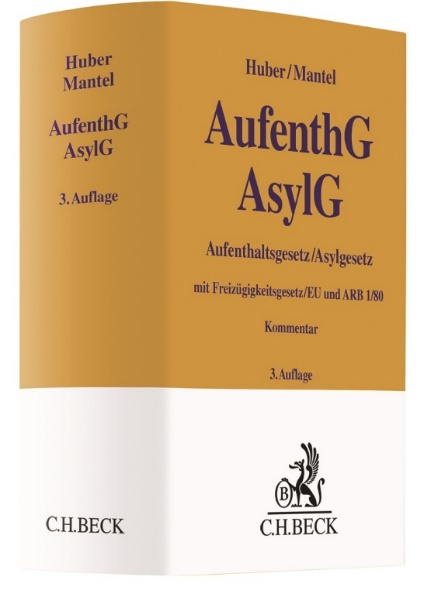 Huber
Mantel
AufenthG
AsylG
3. Auflage
C.H.BECK
Huber/Mantel
AufenthG
AsylG
Aufenthaltsgesetz/Asylgesetz
mit Freizügigkeitsgesetz/EU und ARB 1/80
Kommentar
3. Auflage
B
C.H.BECK